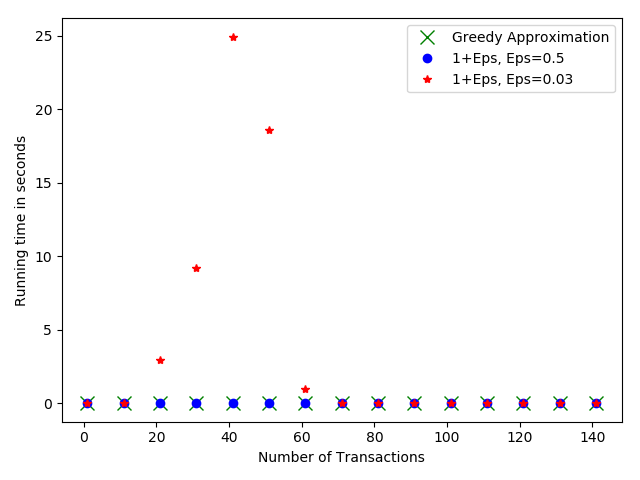 Greedy Approximation
1+Eps, Eps=0.5
1+Eps, Eps=0.03
25
20
15
10
5
0
Running time in seconds
0 20 40 60 80 100 120 140
Number of Transactions